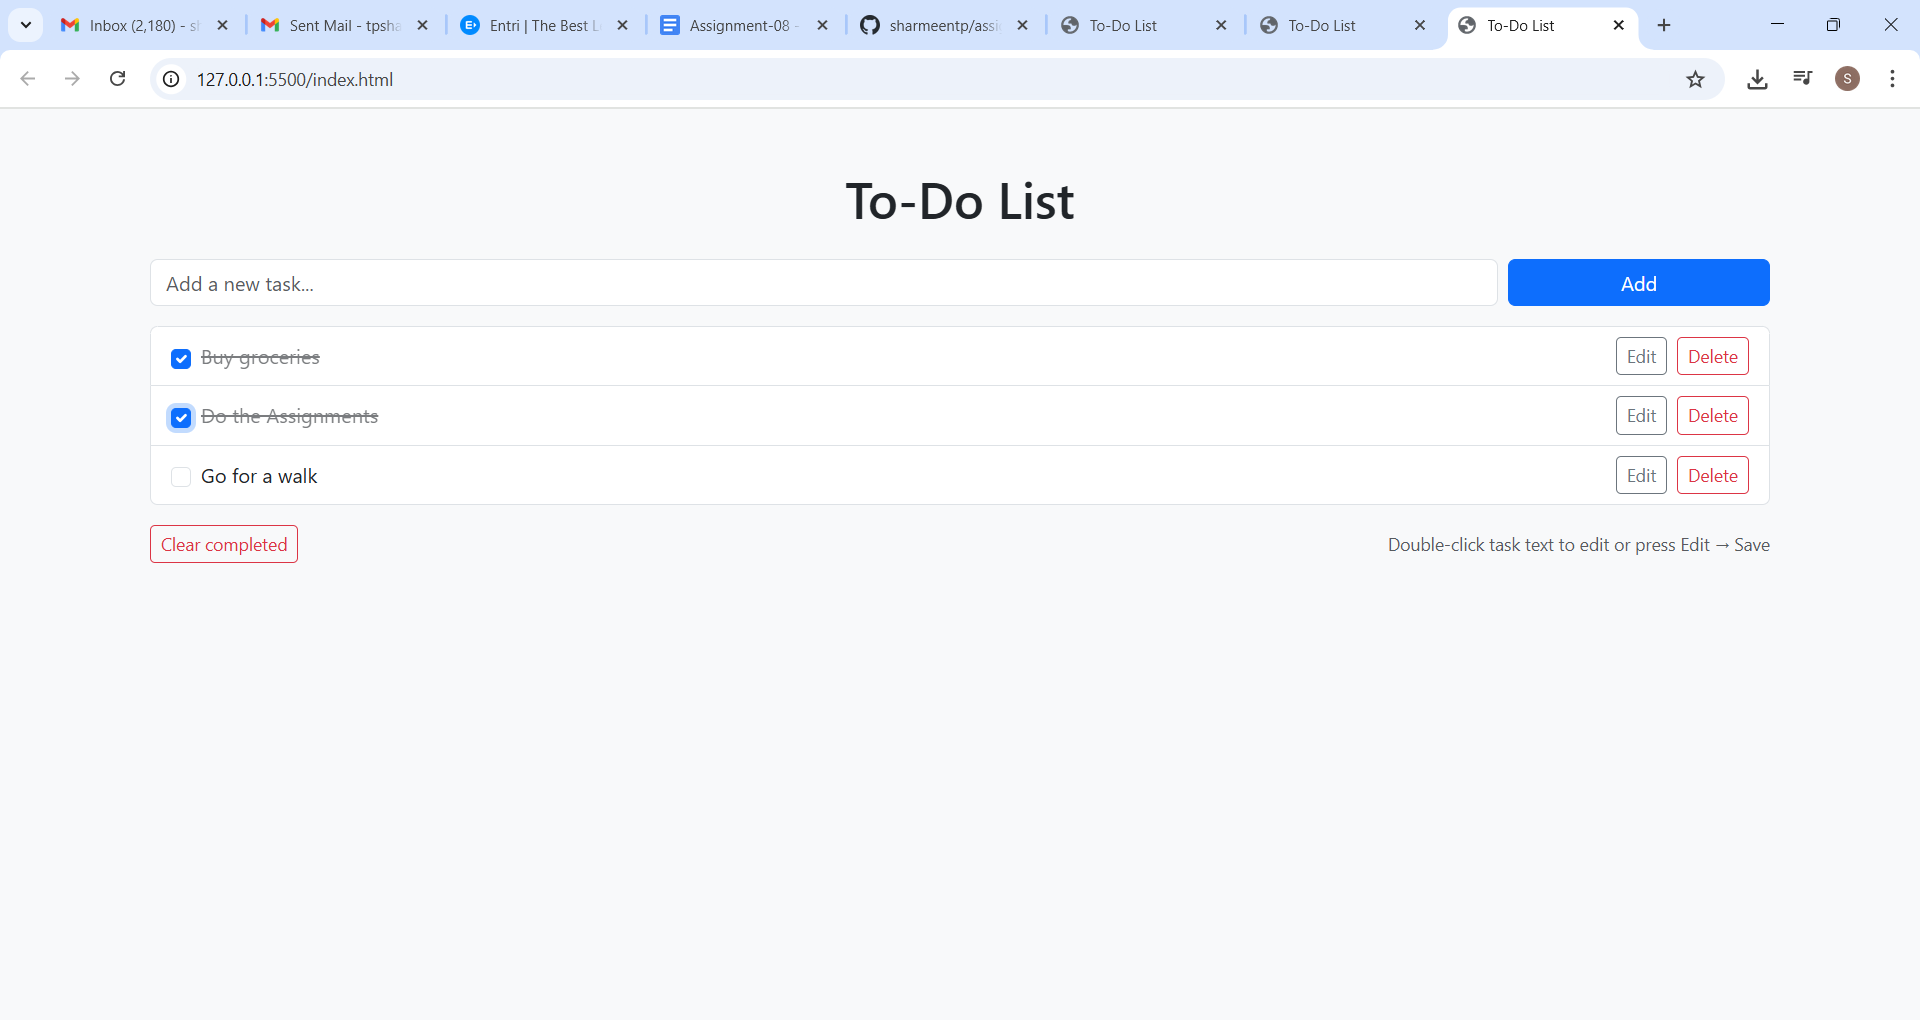 Inbox (2,180) - sh
Sent Mail - tpsha
Entri | The Best L
Assignment-08 -
sharmeentp/assi
To-Do List
To-Do List
To-Do List
127.0.0.1:5500/index.html
S
To-Do List
Add a new task...
Add
Buy groceries
Edit
Delete
Do the Assignments
Edit
Delete
Go for a walk
Edit
Delete
Clear completed
Double-click task text to edit or press Edit → Save